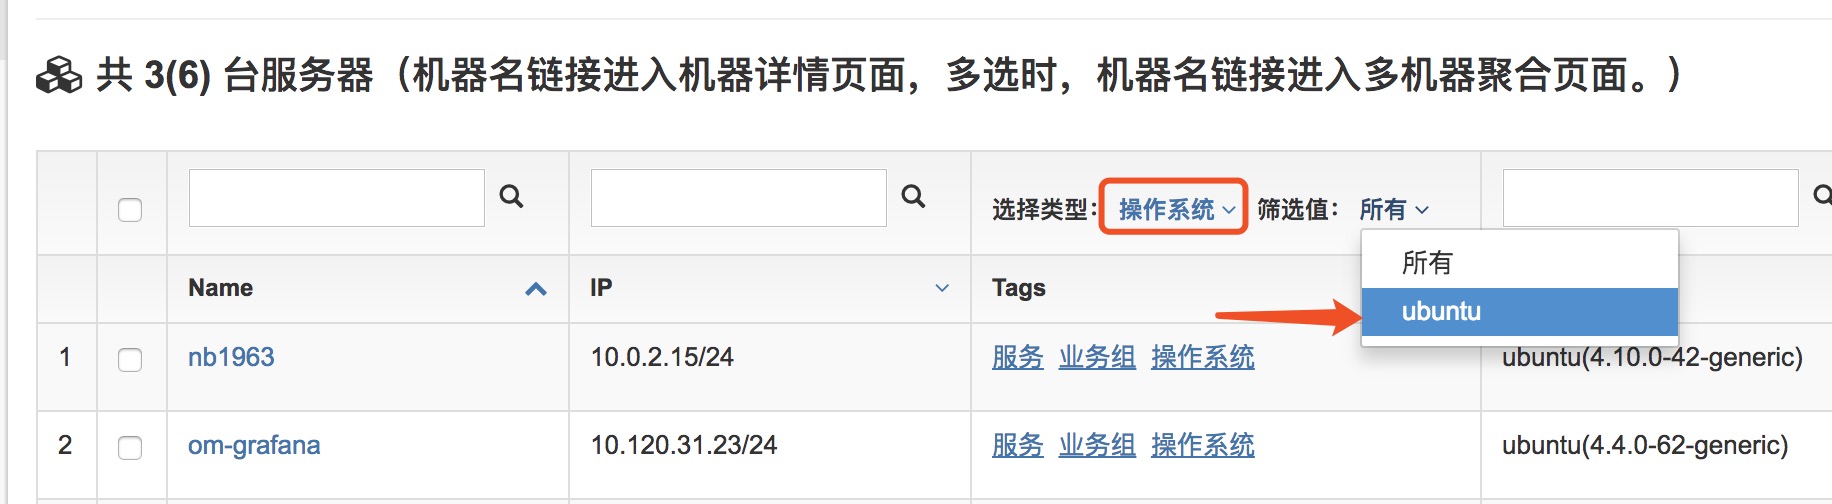 共 3(6) 台服务器（机器名链接进入机器详情页面，多选时，机器名链接进入多机器聚合页面。）
选择类型： 操作系统 筛选值： 所有
所有
ubuntu
Name IP Tags
1 nb1963 10.0.2.15/24 服务 业务组 操作系统 ubuntu(4.10.0-42-generic)
2 om-grafana 10.120.31.23/24 服务 业务组 操作系统 ubuntu(4.4.0-62-generic)